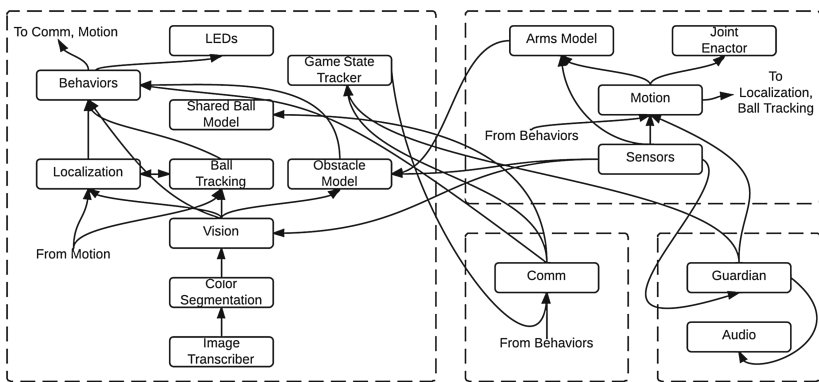 To Comm, Motion
LEDs
Game State
Tracker
Behaviors
Shared Ball
Model
Localization
Ball
Tracking
Obstacle
Model
From Motion
Vision
Color
Segmentation
Image
Transcriber
Arms Model
Joint
Enactor
Motion
To
Localization,
Ball Tracking
From Behaviors
Sensors
Comm
From Behaviors
Guardian
Audio